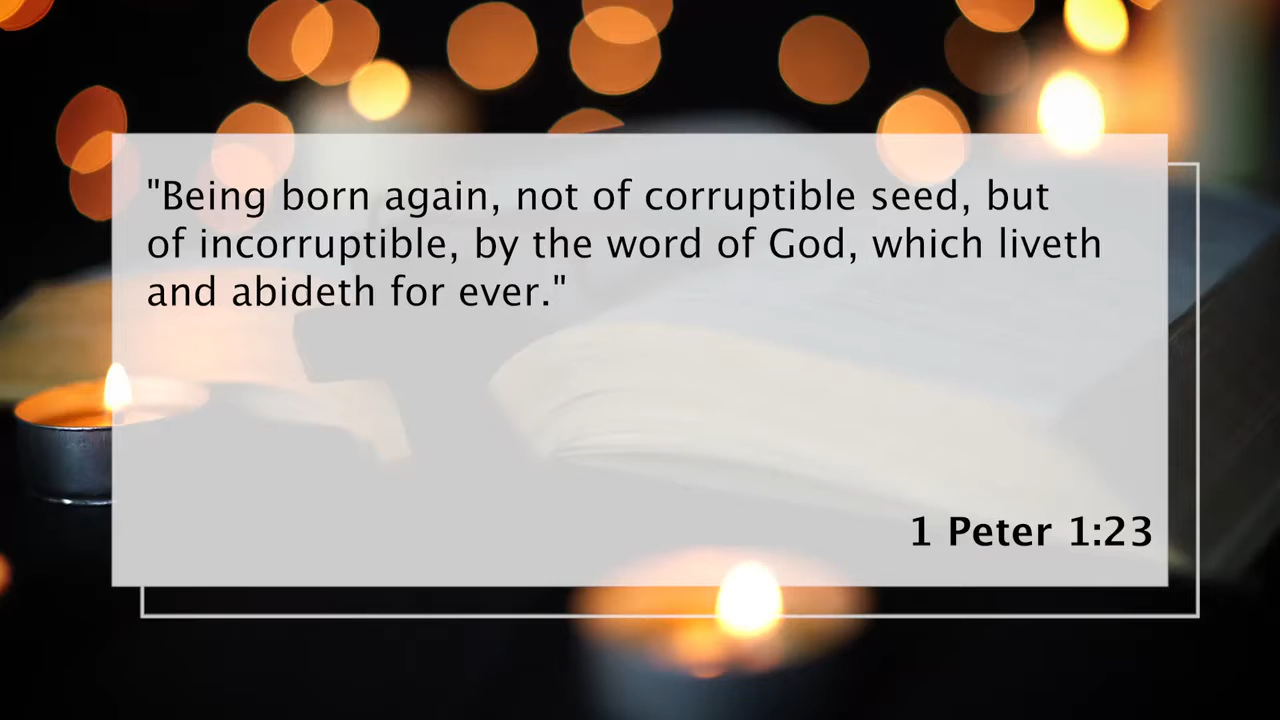 "Being born again, not of corruptible seed, but
of incorruptible, by the word of God, which liveth
and abideth for ever."
1 Peter 1:23